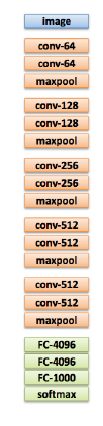 image
conv-64
conv-64
maxpool
conv-128
conv-128
maxpool
conv-256
conv-256
maxpool
conv-512
conv-512
maxpool
conv-512
conv-512
maxpool
FC-4096
FC-4096
FC-1000
softmax